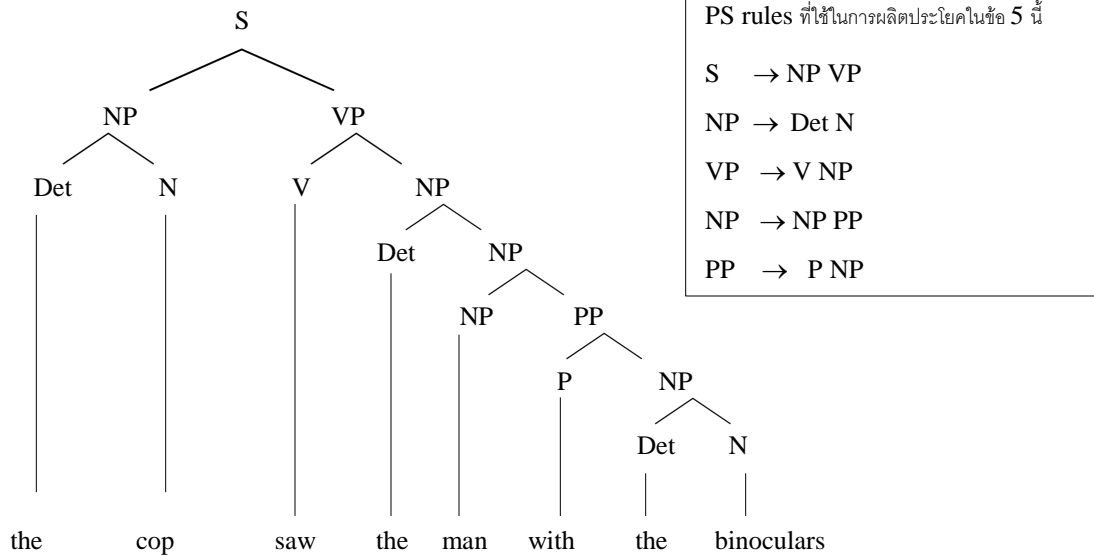 S
NP VP
Det N V NP
Det NP
NP PP
P NP
Det N
the cop saw the man with the binoculars
PS rules ที่ใช้ในการผลิตประโยคในข้อ 5 นี้
S → NP VP
NP → Det N
VP → V NP
NP → NP PP
PP → P NP